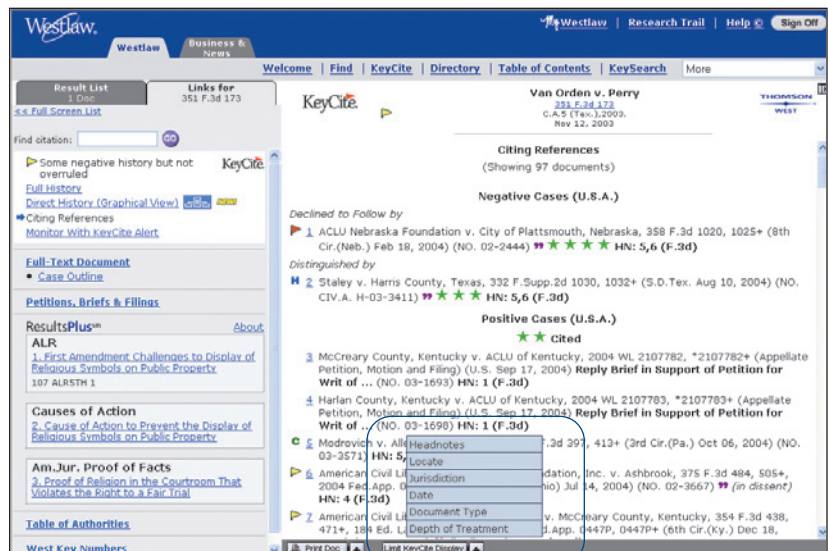 Westlaw.
Westlaw | Research Trail | Help | Sign Off
Westlaw
Business & News
Welcome | Find | KeyCite | Directory | Table of Contents | KeySearch
More
Result List
1 Doc
Links for
351 F.3d 173
<< Full Screen List
Find citation:
GO
Some negative history but not
overruled
KeyCite.
Full History
Direct History (Graphical View)
NEW
Citing References
Monitor With KeyCite Alert
Full-Text Document
• Case Outline
Petitions, Briefs & Filings
ResultsPlus℠
About
ALR
1. First Amendment Challenges to Display of
Religious Symbols on Public Property
107 ALR5TH 1
Causes of Action
2. Cause of Action to Prevent the Display of
Religious Symbols on Public Property
Am.Jur. Proof of Facts
3. Proof of Religion in the Courtroom That
Violates the Right to a Fair Trial
Table of Authorities
West Key Numbers
KeyCite.
Van Orden v. Perry
351 F.3d 173
C.A.5 (Tex.),2003.
Nov 12, 2003
THOMSON
WEST
Citing References
(Showing 97 documents)
Negative Cases (U.S.A.)
Declined to Follow by
1 ACLU Nebraska Foundation v. City of Plattsmouth, Nebraska, 358 F.3d 1020, 1025+ (8th
Cir.(Neb.) Feb 18, 2004) (NO. 02-2444) ❞ ★ ★ ★ ★ HN: 5,6 (F.3d)
Distinguished by
H 2 Staley v. Harris County, Texas, 332 F.Supp.2d 1030, 1032+ (S.D.Tex. Aug 10, 2004) (NO.
CIV.A. H-03-3411) ❞ ★ ★ ★ HN: 5,6 (F.3d)
Positive Cases (U.S.A.)
★ ★ Cited
3 McCreary County, Kentucky v. ACLU of Kentucky, 2004 WL 2107782, *2107782+ (Appellate
Petition, Motion and Filing) (U.S. Sep 17, 2004) Reply Brief in Support of Petition for
Writ of ... (NO. 03-1693) HN: 1 (F.3d)
4 Harlan County, Kentucky v. ACLU of Kentucky, 2004 WL 2107783, *2107783+ (Appellate
Petition, Motion and Filing) (U.S. Sep 17, 2004) Reply Brief in Support of Petition for
Writ of ... (NO. 03-1698) HN: 1 (F.3d)
C 5 Modrovich v. Alle F.3d 397, 413+ (3rd Cir.(Pa.) Oct 06, 2004) (NO.
03-3571) HN: 5,
6 American Civil Li dation, Inc. v. Ashbrook, 375 F.3d 484, 505+,
2004 Fed.App. 0 hio) Jul 14, 2004) (NO. 02-3667) ❞ (in dissent)
HN: 4 (F.3d)
7 American Civil Li v. McCreary County, Kentucky, 354 F.3d 438,
471+, 184 Ed. L d.App. 0447P, 0447P+ (6th Cir.(Ky.) Dec 18,
Headnotes
Locate
Jurisdiction
Date
Document Type
Depth of Treatment
Print Doc
Limit KeyCite Display